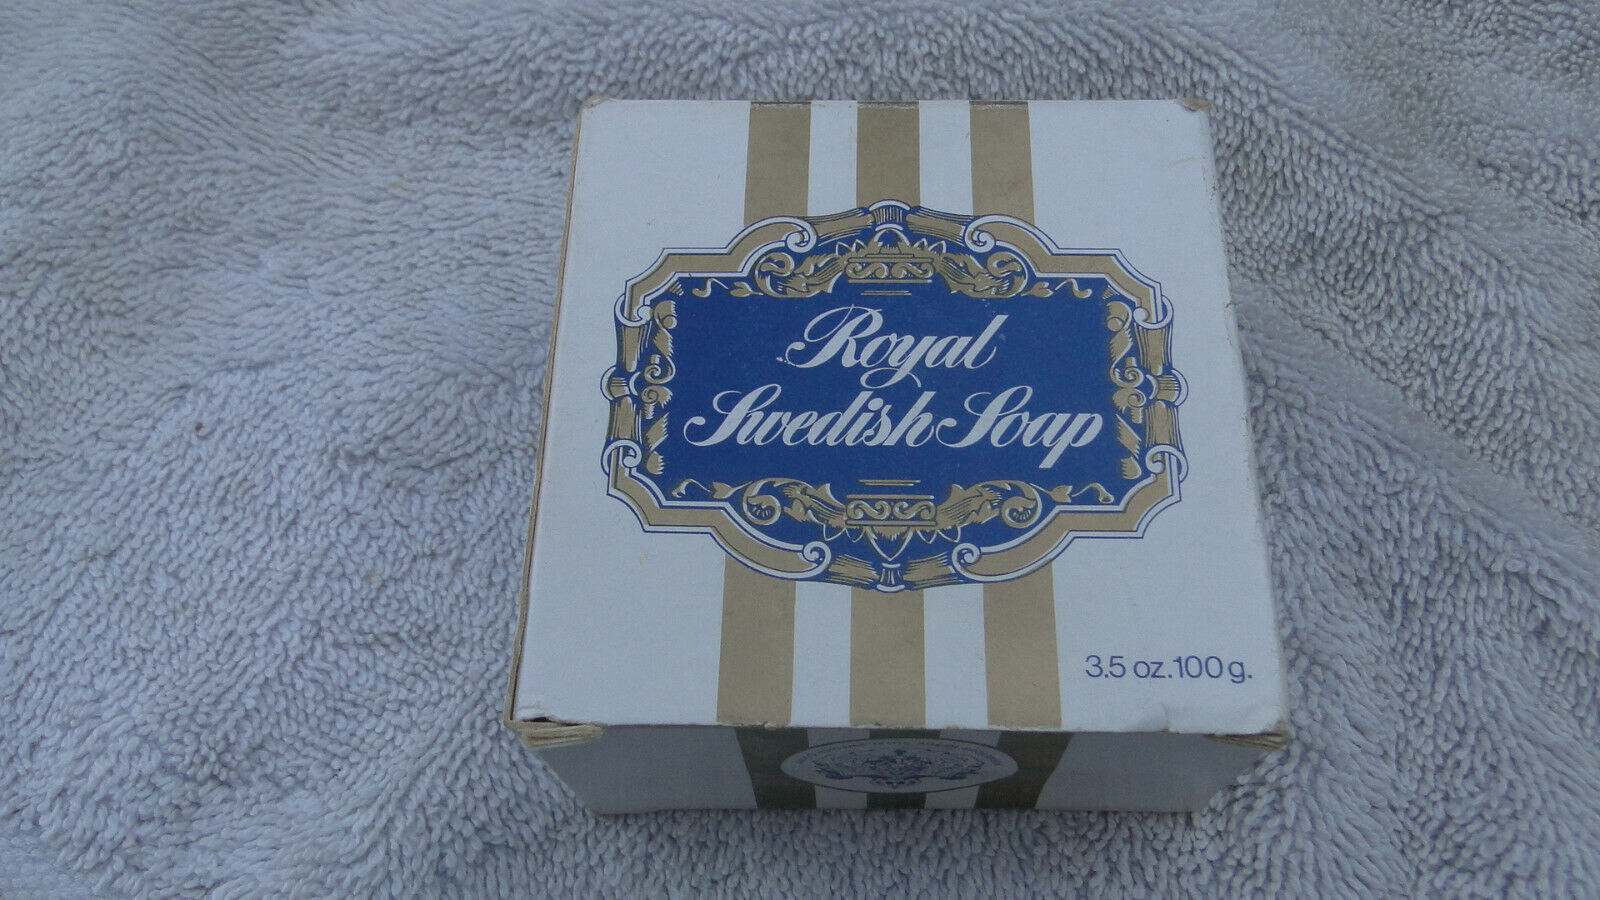 Royal
Swedish Soap
3.5 oz. 100 g.